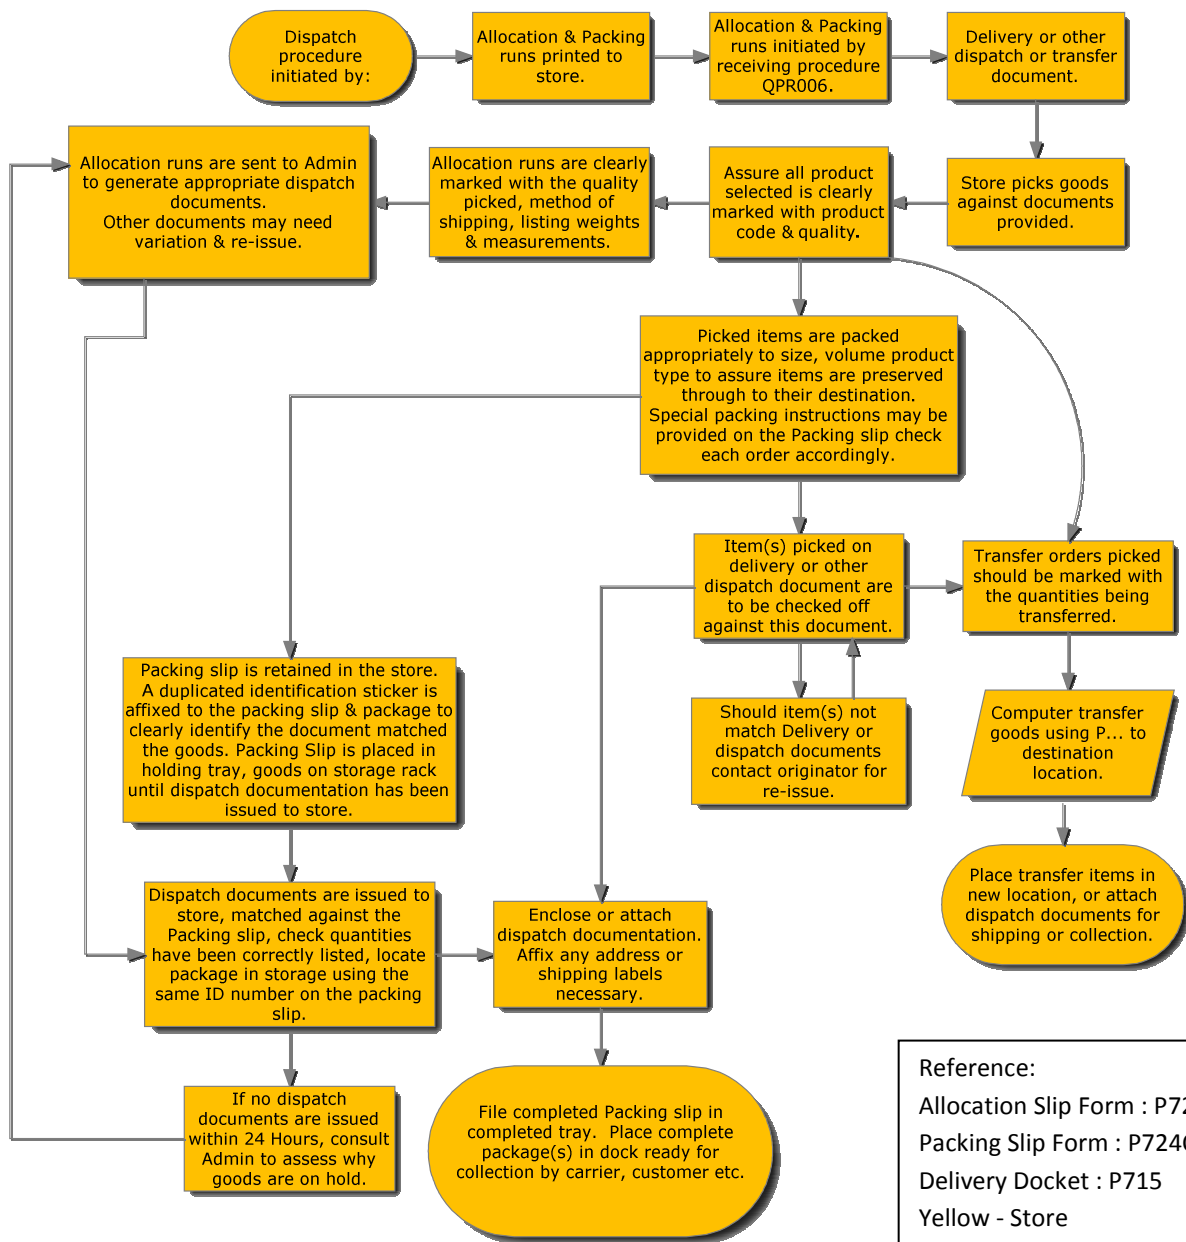 Dispatch
procedure
initiated by:
Allocation & Packing
runs printed to
store.
Allocation & Packing
runs initiated by
receiving procedure
QPR006.
Delivery or other
dispatch or transfer
document.
Allocation runs are sent to Admin
to generate appropriate dispatch
documents.
Other documents may need
variation & re-issue.
Allocation runs are clearly
marked with the quality
picked, method of
shipping, listing weights
& measurements.
Assure all product
selected is clearly
marked with product
code & quality.
Store picks goods
against documents
provided.
Picked items are packed
appropriately to size, volume product
type to assure items are preserved
through to their destination.
Special packing instructions may be
provided on the Packing slip check
each order accordingly.
Item(s) picked on
delivery or other
dispatch document are
to be checked off
against this document.
Transfer orders picked
should be marked with
the quantities being
transferred.
Packing slip is retained in the store.
A duplicated identification sticker is
affixed to the packing slip & package to
clearly identify the document matched
the goods. Packing Slip is placed in
holding tray, goods on storage rack
until dispatch documentation has been
issued to store.
Should item(s) not
match Delivery or
dispatch documents
contact originator for
re-issue.
Computer transfer
goods using P... to
destination
location.
Dispatch documents are issued to
store, matched against the
Packing slip, check quantities
have been correctly listed, locate
package in storage using the
same ID number on the packing
slip.
Enclose or attach
dispatch documentation.
Affix any address or
shipping labels
necessary.
Place transfer items in
new location, or attach
dispatch documents for
shipping or collection.
If no dispatch
documents are issued
within 24 Hours, consult
Admin to assess why
goods are on hold.
File completed Packing slip in
completed tray. Place complete
package(s) in dock ready for
collection by carrier, customer etc.
Reference:
Allocation Slip Form :
Packing Slip Form :
Delivery Docket : P715
Yellow - Store